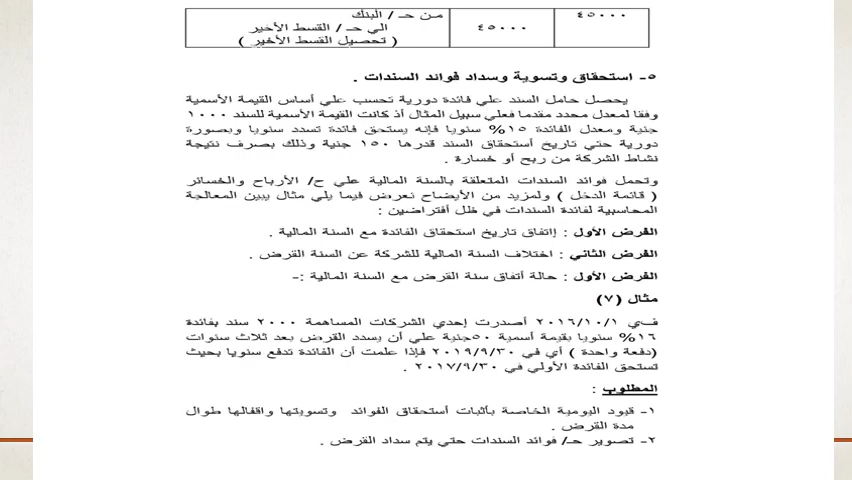 ٤٥٠٠٠ ٤٥٠٠٠ من حـ / البنك
الي حـ / القسط الأخير
( تحصيل القسط الأخير )
٥- استحقاق وتسوية وسداد فوائد السندات .
يحصل حامل السند علي فائدة دورية تحسب علي أساس القيمة الأسمية
وفقا لمعدل محدد مقدما فعلي سبيل المثال أذ كانت القيمة الأسمية للسند ١٠٠٠
جنية ومعدل الفائدة ١٥% سنويا فإنه يستحق فائدة تسدد سنويا وبصورة
دورية حتي تاريخ أستحقاق السند قدرها ١٥٠ جنية وذلك بصرف نتيجة
نشاط الشركة من ربح أو خسارة .
وتحمل فوائد السندات المتعلقة بالسنة المالية علي ح/ الأرباح والخسائر
( قائمة الدخل ) ولمزيد من الأيضاح نعرض فيما يلي مثال يبين المعالجة
المحاسبية لفائدة السندات في ظل أفتراضين :
الفرض الأول : إاتفاق تاريخ استحقاق الفائدة مع السنة المالية .
الفرض الثاني : اختلاف السنة المالية للشركة عن السنة القرض .
الفرض الأول : حالة أتفاق سنة القرض مع السنة المالية :-
مثال (٧)
في ٢٠١٦/١٠/١ أصدرت إحدي الشركات المساهمة ٢٠٠٠ سند بفائدة
١٦% سنويا بقيمة أسمية ٥٠جنية علي أن يسدد القرض بعد ثلاث سنوات
(دفعة واحدة ) أي في ٢٠١٩/٩/٣٠ فإذا علمت أن الفائدة تدفع سنويا بحيث
تستحق الفائدة الأولي في ٢٠١٧/٩/٣٠ .
المطلوب :
١- قيود اليومية الخاصة بأثبات أستحقاق الفوائد وتسويتها واقفالها طوال
مدة القرض .
٢- تصوير حـ/ فوائد السندات حتي يتم سداد القرض .